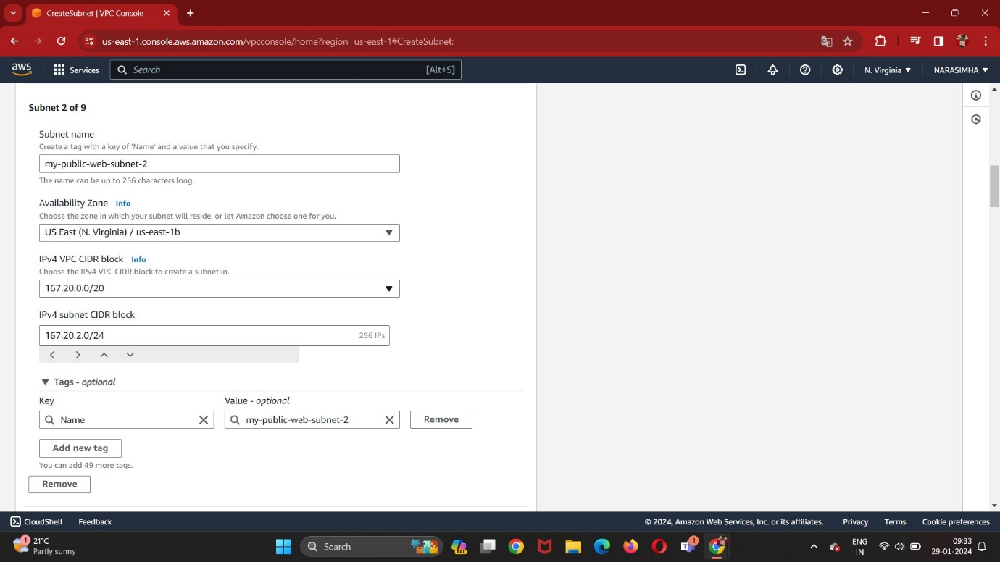 CreateSubnet | VPC Console
us-east-1.console.aws.amazon.com/vpcconsole/home?region=us-east-1#CreateSubnet:
aws
Services
Search
[Alt+S]
N. Virginia
NARASIMHA
Subnet 2 of 9
Subnet name
Create a tag with a key of 'Name' and a value that you specify.
my-public-web-subnet-2
The name can be up to 256 characters long.
Availability Zone Info
Choose the zone in which your subnet will reside, or let Amazon choose one for you.
US East (N. Virginia) / us-east-1b
IPv4 VPC CIDR block Info
Choose the IPv4 VPC CIDR block to create a subnet in.
167.20.0.0/20
IPv4 subnet CIDR block
167.20.2.0/24 256 IPs
Tags - optional
Key Value - optional
Name my-public-web-subnet-2 Remove
Add new tag
You can add 49 more tags.
Remove
CloudShell Feedback © 2024, Amazon Web Services, Inc. or its affiliates. Privacy Terms Cookie preferences
1
21°C
Partly sunny
Search
PRE
1
ENG
IN
09:33
29-01-2024